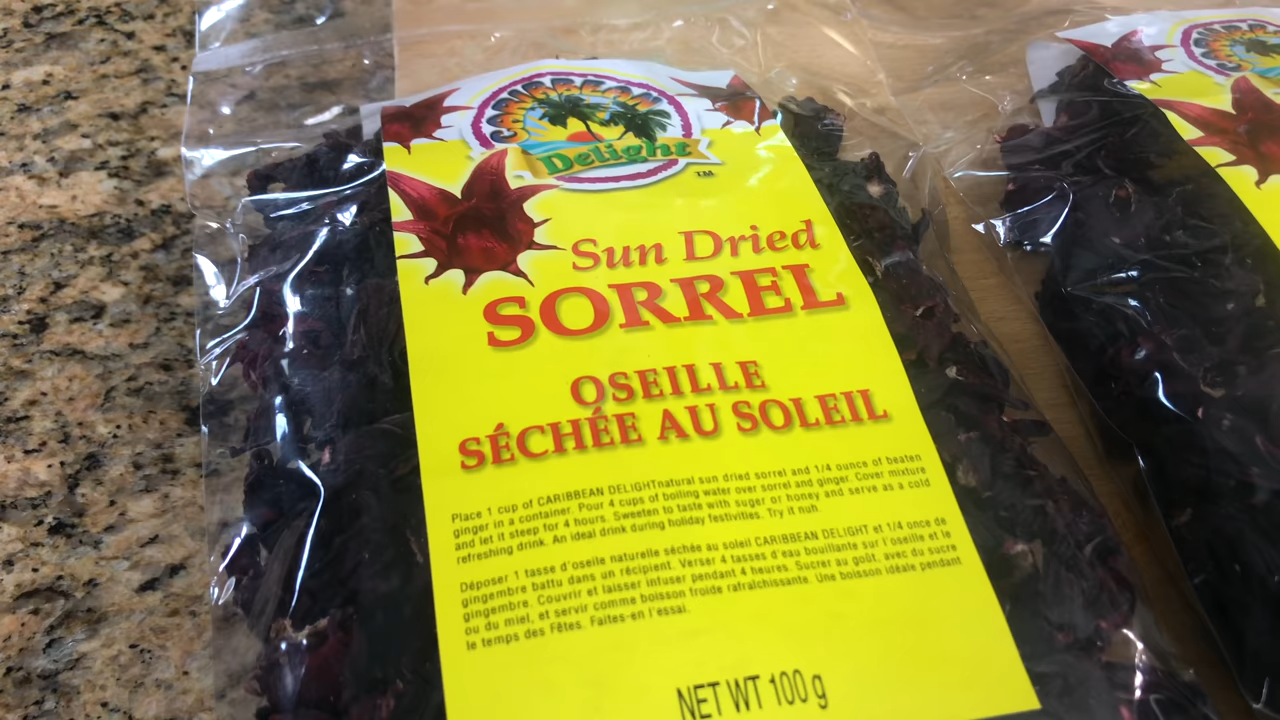 CARIBBEAN
Delight
TM
Sun Dried
SORREL
OSEILLE
SÉCHÉE AU SOLEIL
Place 1 cup of CARIBBEAN DELIGHTnatural sun dried sorrel and 1/4 ounce of beaten
ginger in a container. Pour 4 cups of boiling water over sorrel and ginger. Cover mixture
and let it steep for 4 hours. Sweeten to taste with suger or honey and serve as a cold
refreshing drink. An ideal drink during holiday festivities. Try it nuh.
Déposer 1 tasse d'oseille naturelle séchée au soleil CARIBBEAN DELIGHT et 1/4 once de
gingembre battu dans un récipient. Verser 4 tasses d'eau bouillante sur l'oseille et le
gingembre. Couvrir et laisser infuser pendant 4 heures. Sucrer au goût, avec du sucre
ou du miel, et servir comme boisson froide rafraîchissante. Une boisson idéale pendant
le temps des Fêtes. Faites-en l'essai.
NET WT 100 g